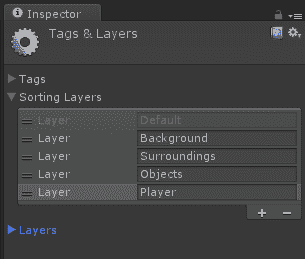 Inspector
Tags & Layers
Tags
Sorting Layers
Layer Default
Layer Background
Layer Surroundings
Layer Objects
Layer Player
Layers